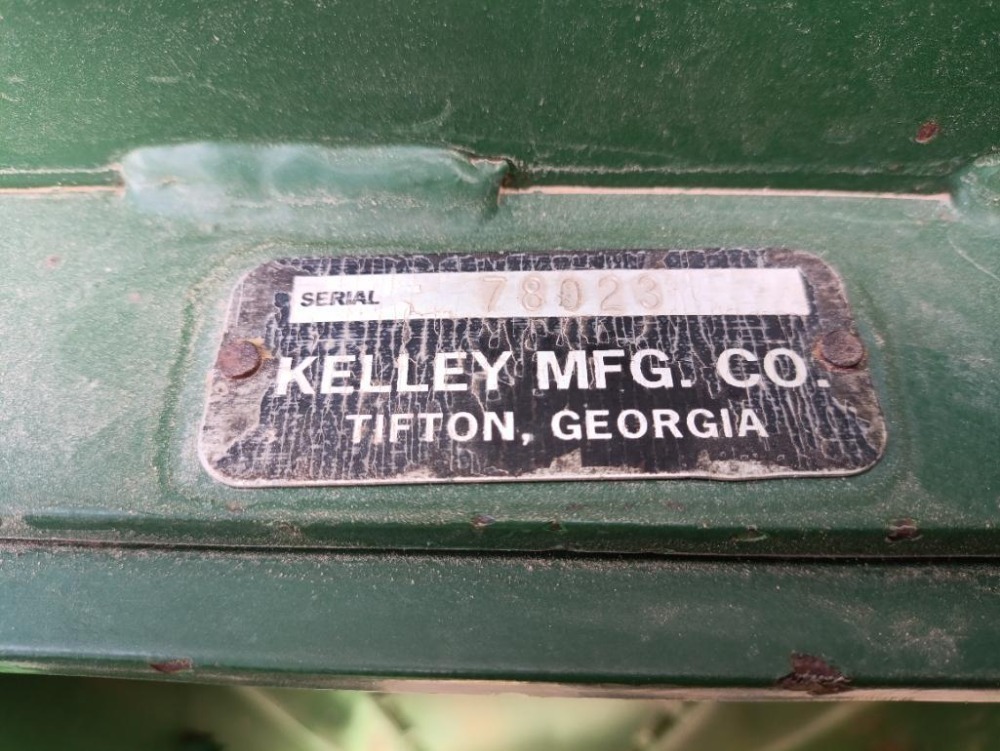 SERIAL 78023
KELLEY MFG. CO.
TIFTON, GEORGIA